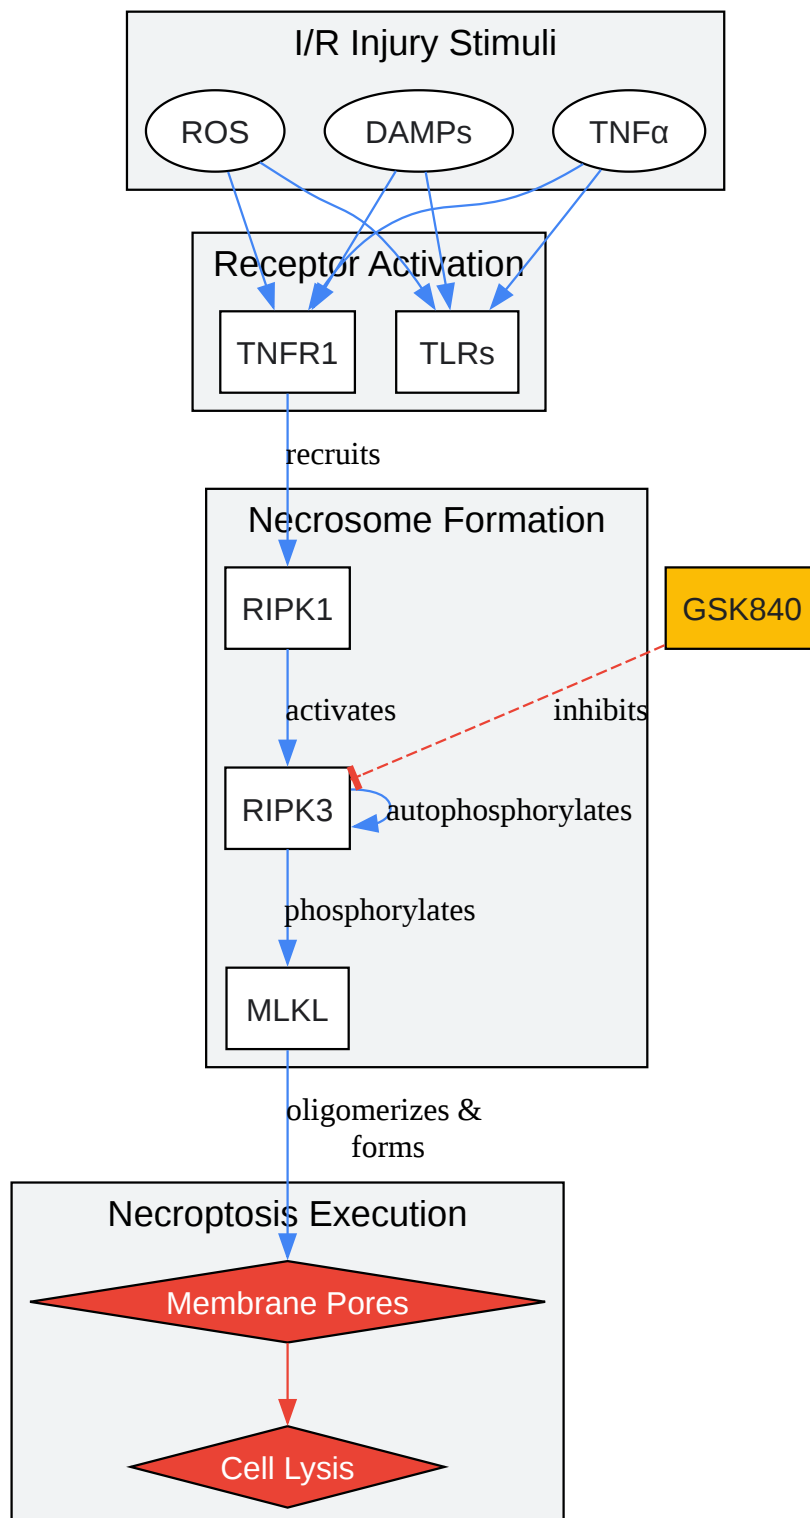 I/R Injury Stimuli
ROS
DAMPs
TNFα
Receptor Activation
TNFR1
TLRs
recruits
Necrosome Formation
RIPK1
GSK840
activates
inhibits
RIPK3
autophosphorylates
phosphorylates
MLKL
oligomerizes &
forms
Necroptosis Execution
Membrane Pores
Cell Lysis